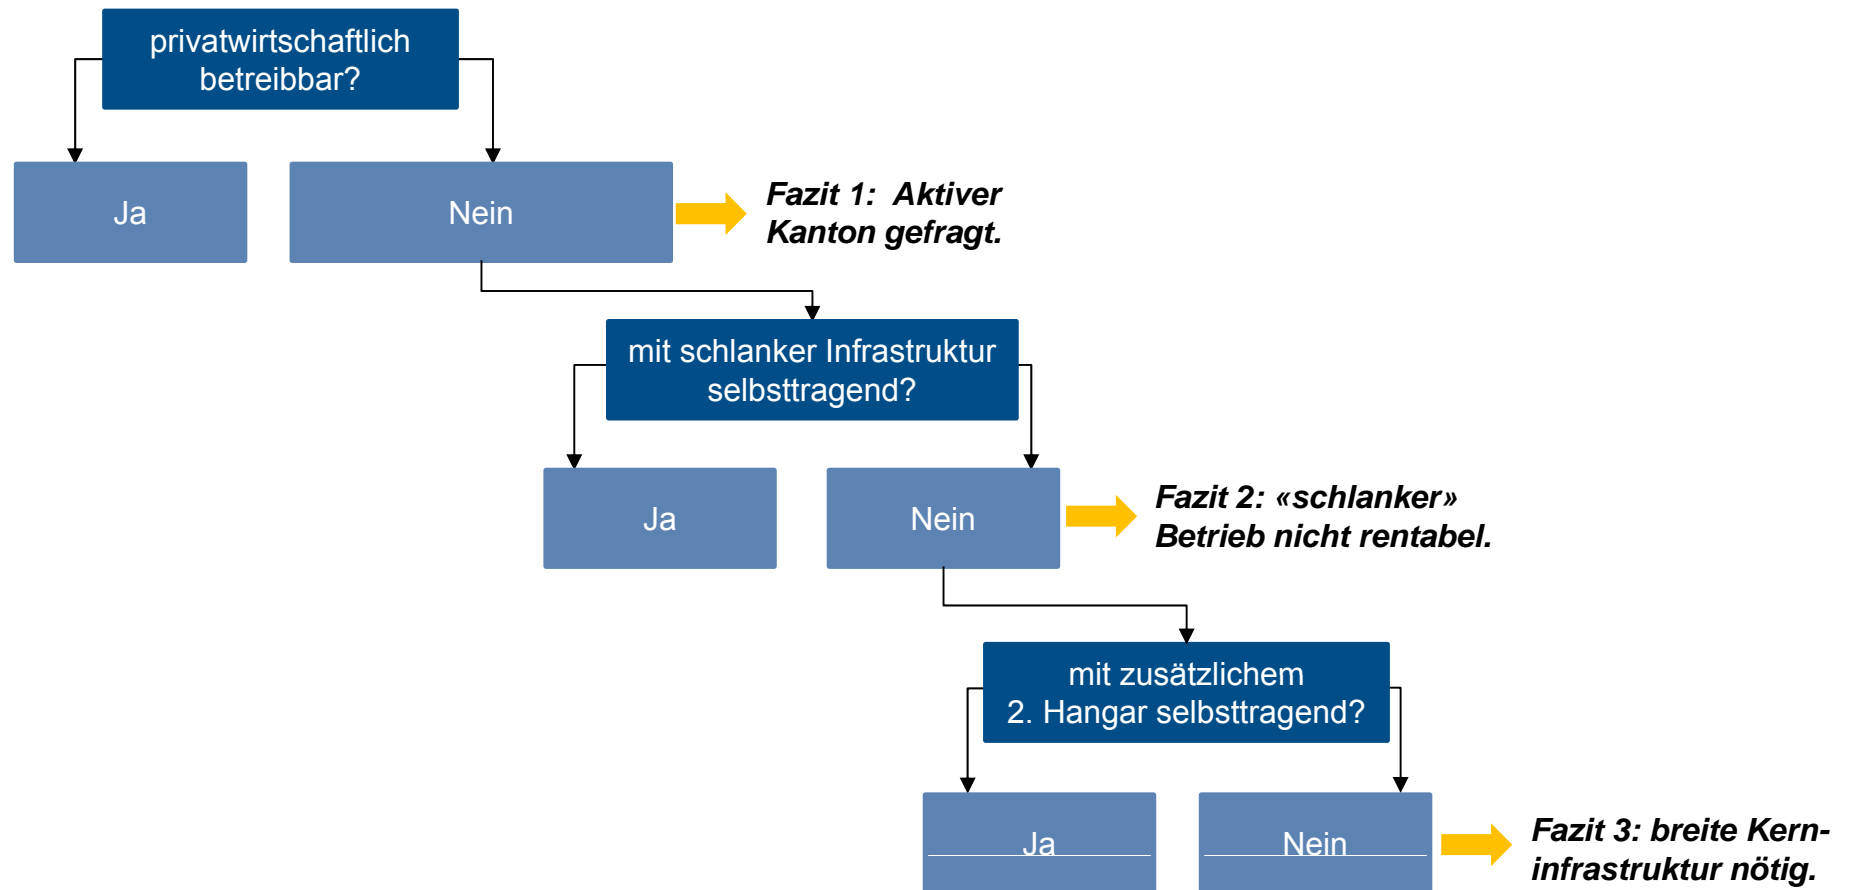 privatwirtschaftlich
betreibbar?
Ja
Nein
Fazit 1:  Aktiver
Kanton gefragt.
mit schlanker Infrastruktur
selbsttragend?
Ja
Nein
Fazit 2: «schlanker»
Betrieb nicht rentabel.
mit zusätzlichem
2. Hangar selbsttragend?
Ja
Nein
Fazit 3: breite Kern-
infrastruktur nötig.